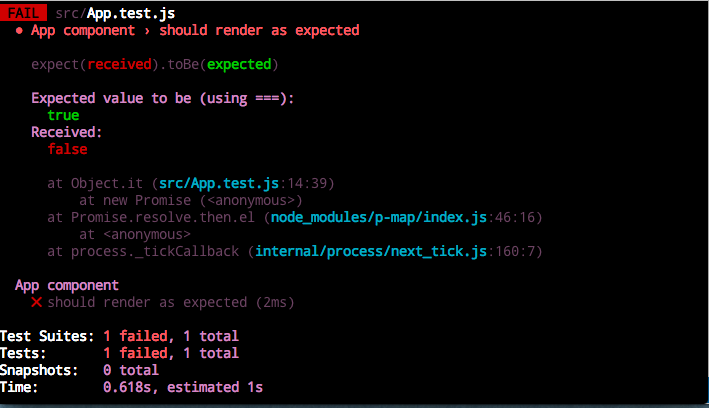 FAIL src/App.test.js
● App component › should render as expected
expect(received).toBe(expected)
Expected value to be (using ===):
true
Received:
false
at Object.it (src/App.test.js:14:39)
at new Promise (<anonymous>)
at Promise.resolve.then.el (node_modules/p-map/index.js:46:16)
at <anonymous>
at process._tickCallback (internal/process/next_tick.js:160:7)
App component
✕ should render as expected (2ms)
Test Suites: 1 failed, 1 total
Tests: 1 failed, 1 total
Snapshots: 0 total
Time: 0.618s, estimated 1s